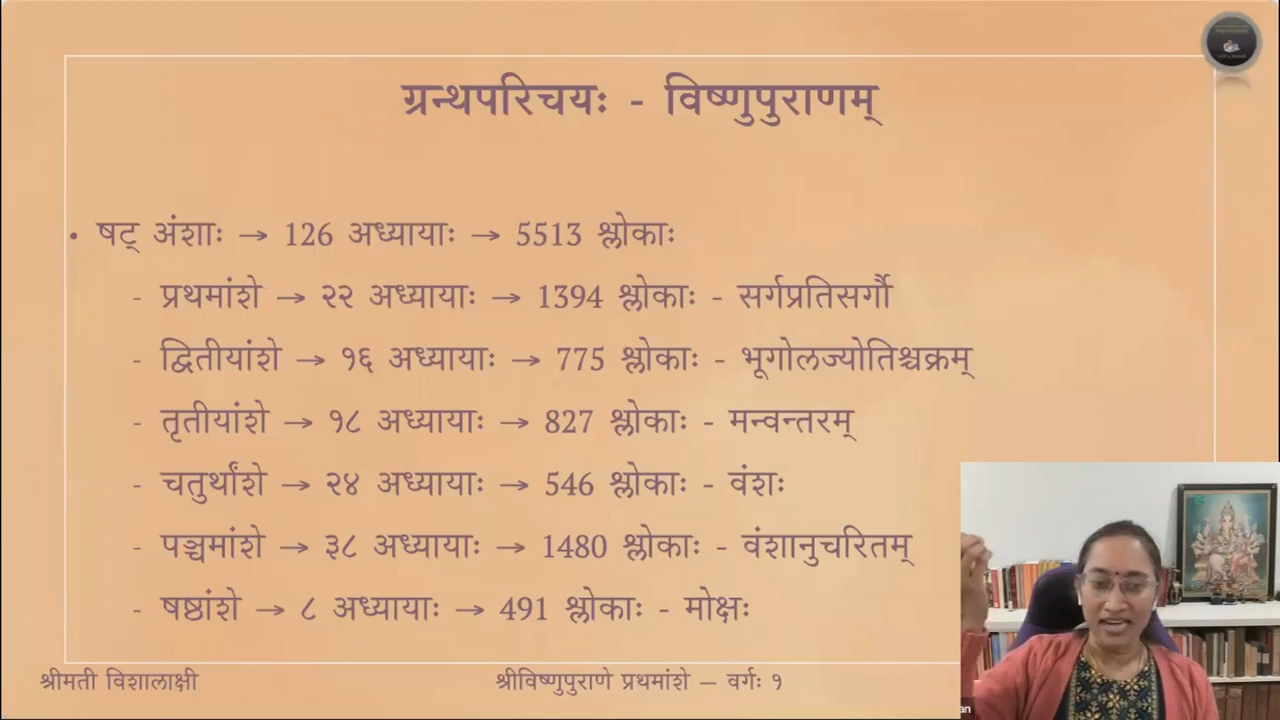 ग्रन्थपरिचयः - विष्णुपुराणम्
• षट् अंशाः → 126 अध्यायाः → 5513 श्लोकाः
- प्रथमांशे → २२ अध्यायाः → 1394 श्लोकाः - सर्गप्रतिसर्गौ
- द्वितीयांशे → १६ अध्यायाः → 775 श्लोकाः - भूगोलज्योतिश्चक्रम्
- तृतीयांशे → १८ अध्यायाः → 827 श्लोकाः - मन्वन्तरम्
- चतुर्थांशे → २४ अध्यायाः → 546 श्लोकाः - वंशः
- पञ्चमांशे → ३८ अध्यायाः → 1480 श्लोकाः - वंशानुचरितम्
- षष्ठांशे → ८ अध्यायाः → 491 श्लोकाः - मोक्षः
श्रीमती विशालाक्षी
श्रीविष्णुपुराणे प्रथमांशे – वर्गः १